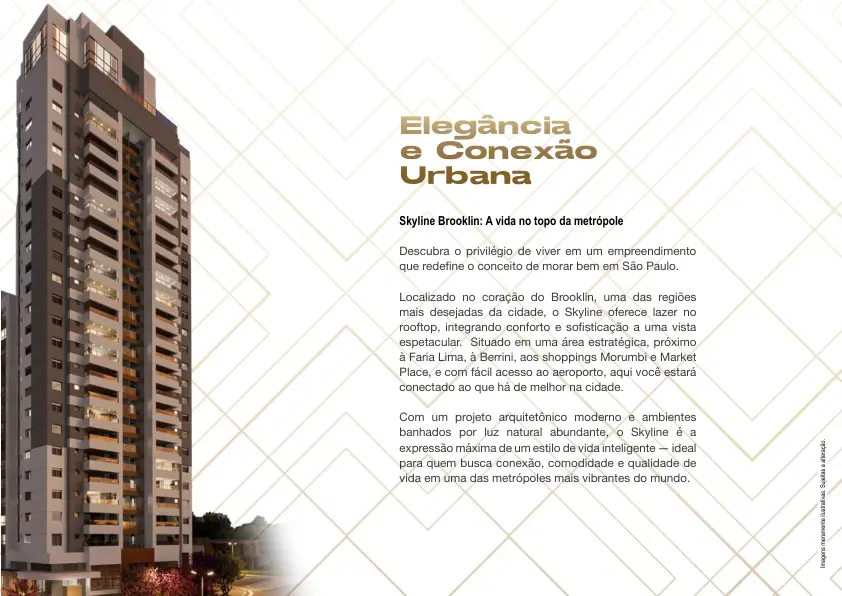 Elegância
e Conexão
Urbana
Skyline Brooklin: A vida no topo da metrópole
Descubra o privilégio de viver em um empreendimento
que redefine o conceito de morar bem em São Paulo.
Localizado no coração do Brooklin, uma das regiões
mais desejadas da cidade, o Skyline oferece lazer no
rooftop, integrando conforto e sofisticação a uma vista
espetacular. Situado em uma área estratégica, próximo
à Faria Lima, à Berrini, aos shoppings Morumbi e Market
Place, e com fácil acesso ao aeroporto, aqui você estará
conectado ao que há de melhor na cidade.
Com um projeto arquitetônico moderno e ambientes
banhados por luz natural abundante, o Skyline é a
expressão máxima de um estilo de vida inteligente — ideal
para quem busca conexão, comodidade e qualidade de
vida em uma das metrópoles mais vibrantes do mundo.
Imagens meramente ilustrativas. Sujeitas a alteração.